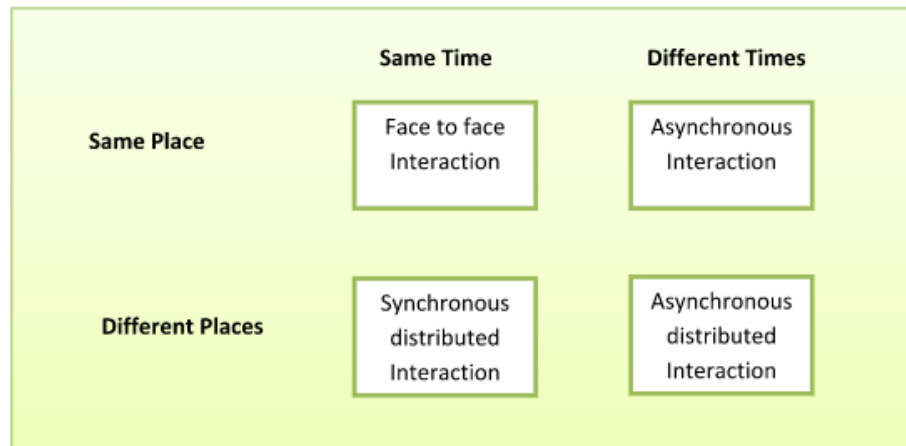 Same Time Different Times
Same Place
Face to face
Interaction
Asynchronous
Interaction
Different Places
Synchronous
distributed
Interaction
Asynchronous
distributed
Interaction